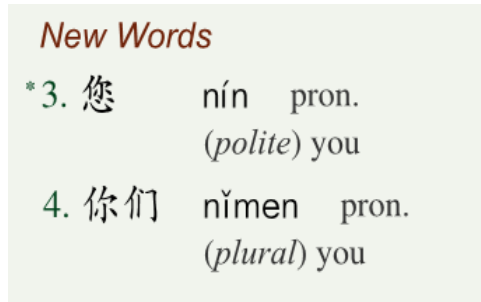 New Words
*3. 您 nín pron.
(polite) you
4. 你们 nǐmen pron.
(plural) you